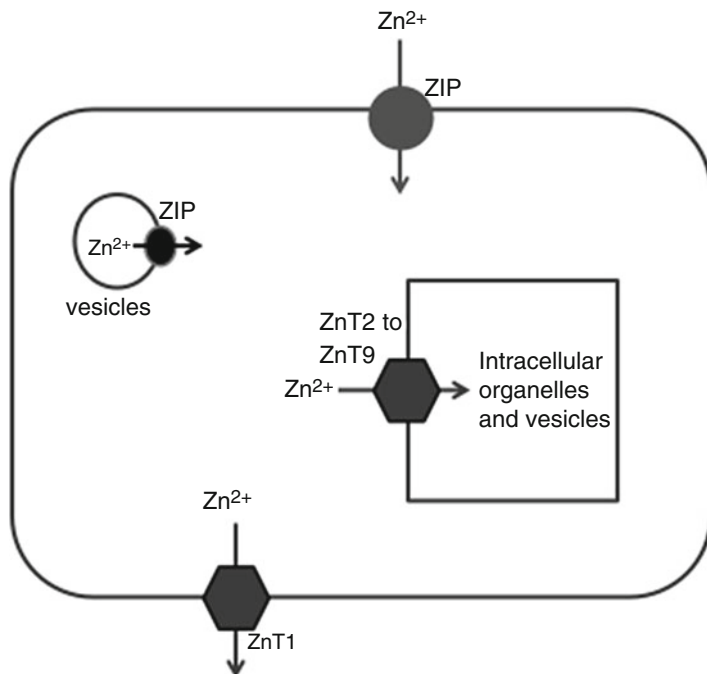 Zn²⁺
ZIP
ZIP
Zn²⁺
vesicles
ZnT2 to
ZnT9
Zn²⁺
Intracellular
organelles
and vesicles
Zn²⁺
ZnT1